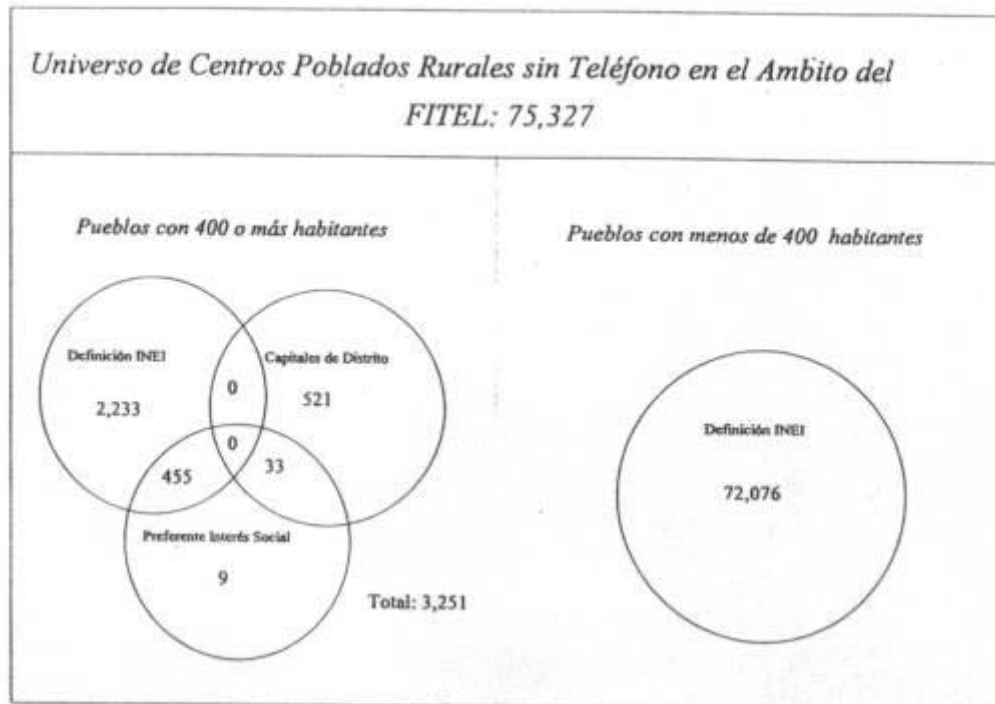 Universo de Centros Poblados Rurales sin Teléfono en el Ambito del
FITEL: 75,327
Pueblos con 400 o más habitantes
Definición INEI
2,233
0
Capitales de Distrito
521
0
455
33
Preferente Interés Social
9
Total: 3,251
Pueblos con menos de 400 habitantes
Definición INEI
72,076